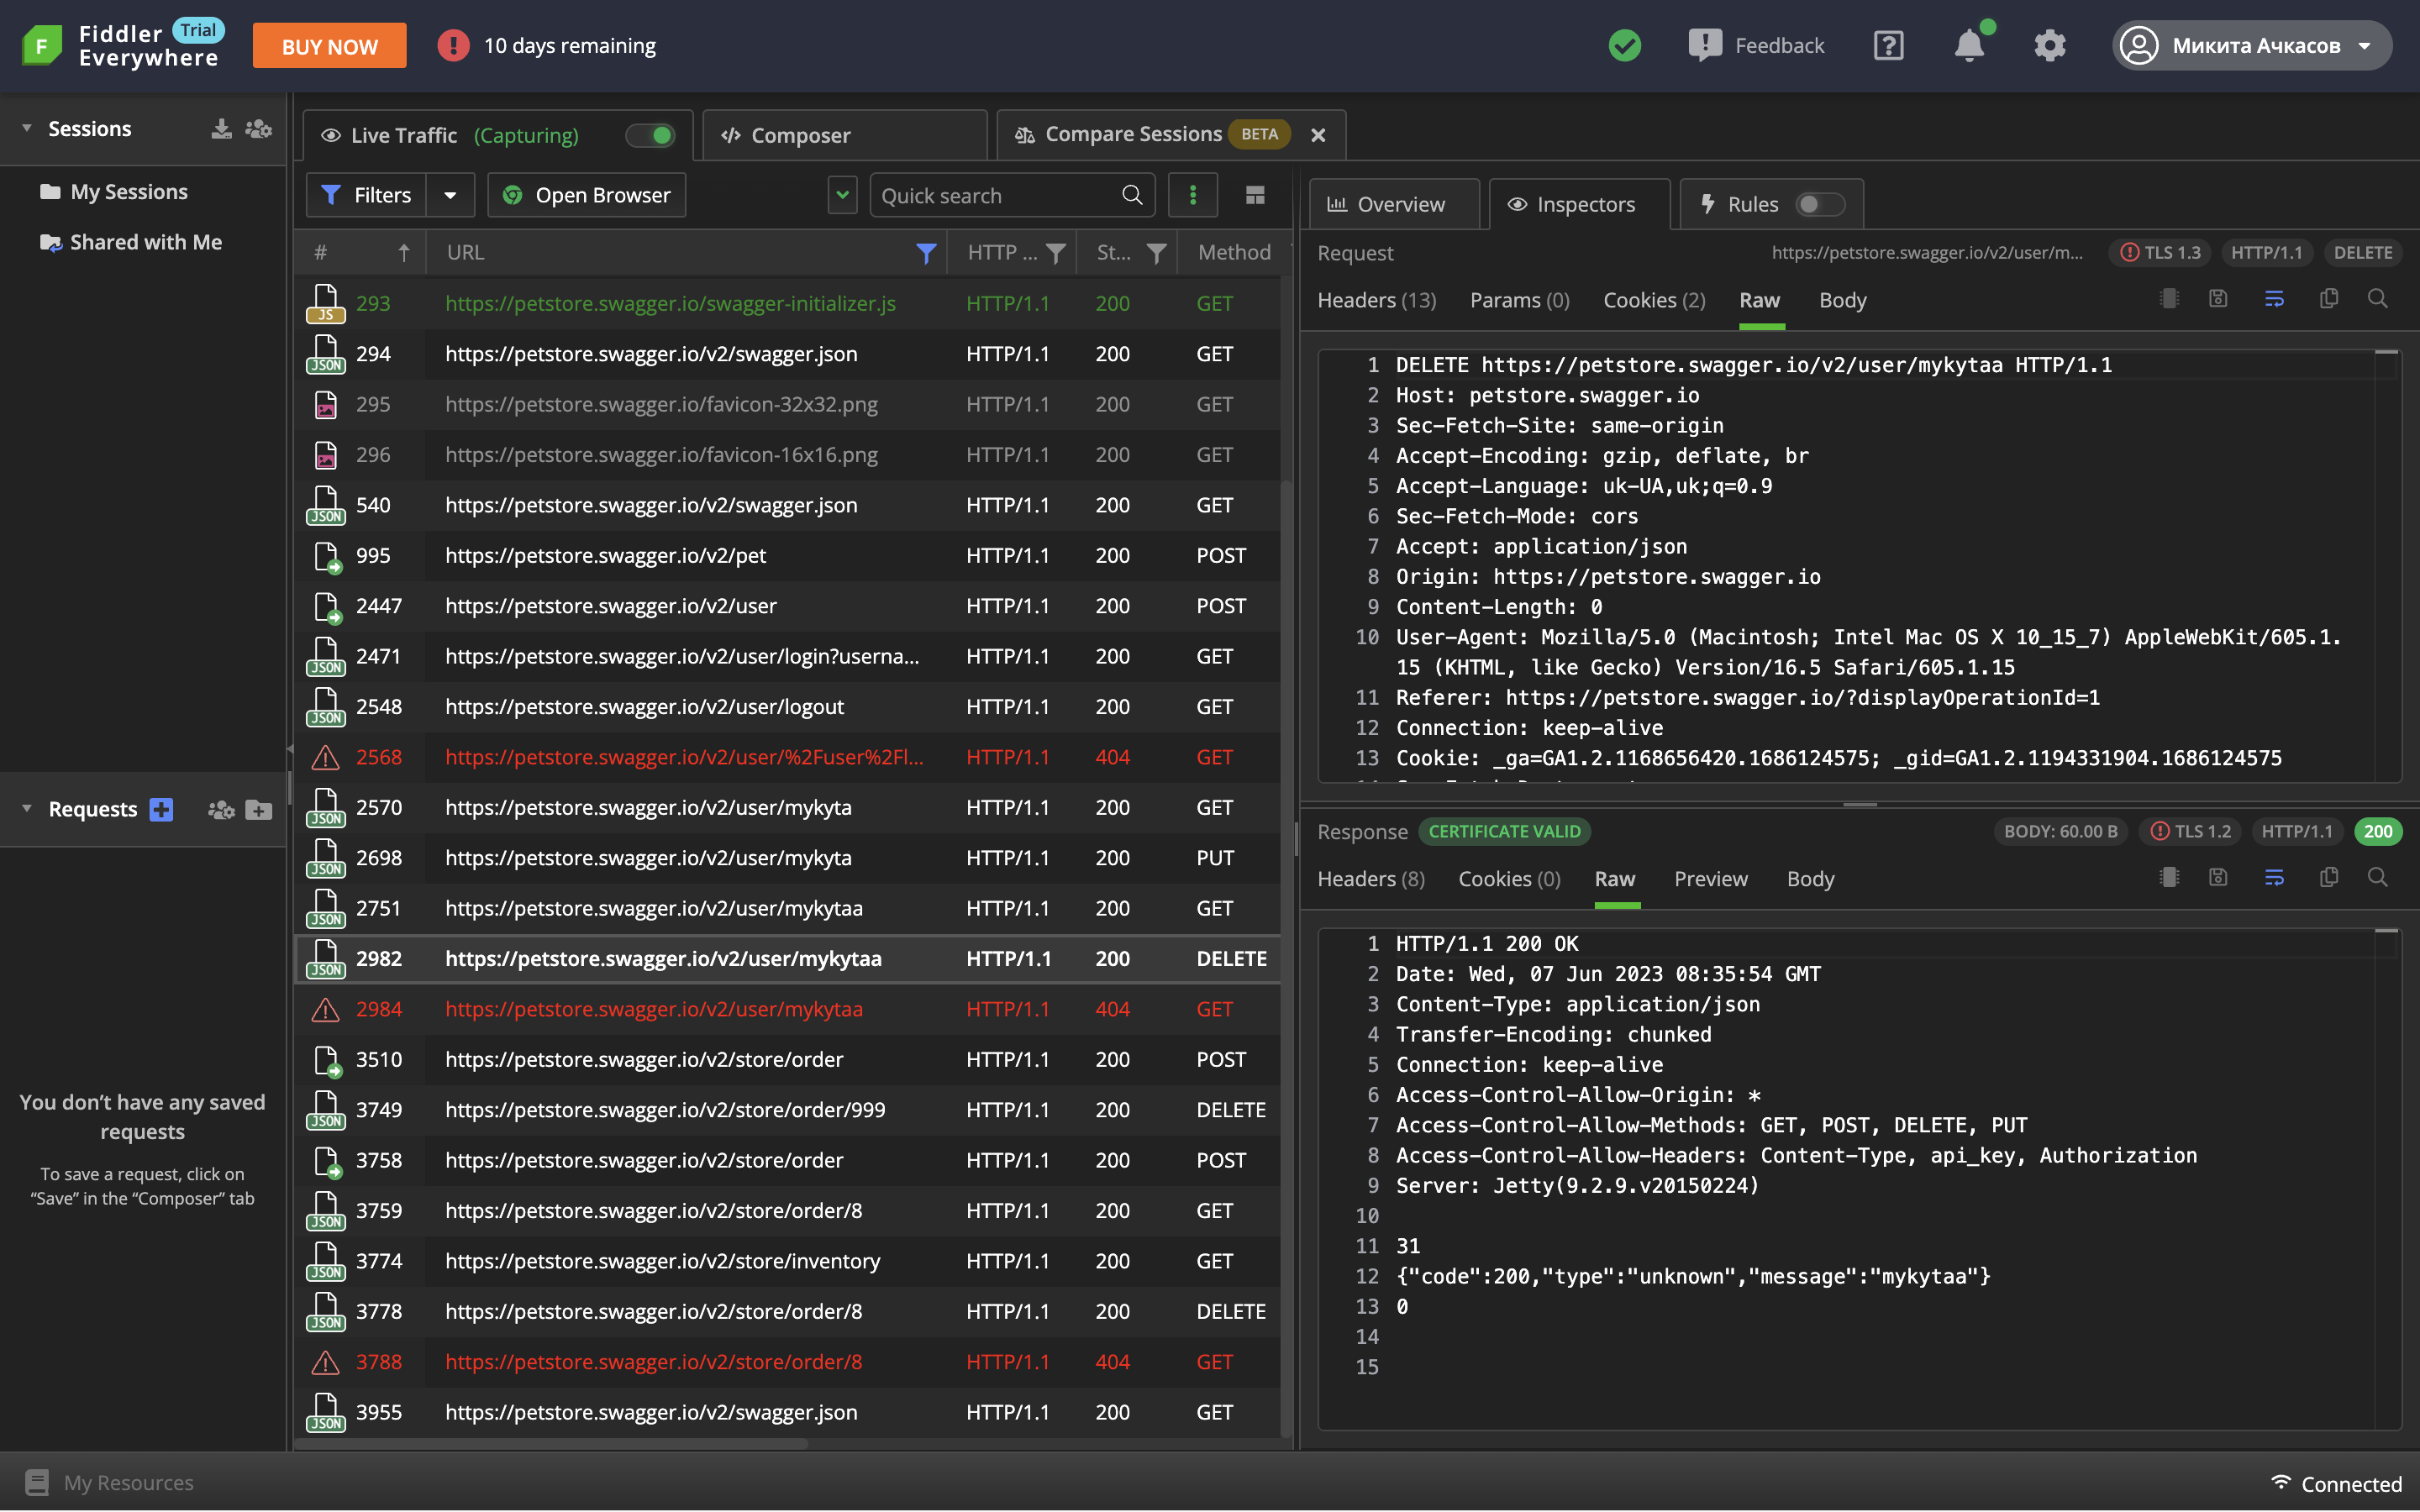 Fiddler Trial
Everywhere
BUY NOW
10 days remaining
Feedback
Микита Ачкасов
Sessions
My Sessions
Shared with Me
Requests
You don’t have any saved
requests
To save a request, click on
“Save” in the “Composer” tab
Live Traffic (Capturing)
Composer
Compare Sessions BETA
Filters
Open Browser
Quick search
# URL HTTP ... St... Method
JS 293 https://petstore.swagger.io/swagger-initializer.js HTTP/1.1 200 GET
JSON 294 https://petstore.swagger.io/v2/swagger.json HTTP/1.1 200 GET
295 https://petstore.swagger.io/favicon-32x32.png HTTP/1.1 200 GET
296 https://petstore.swagger.io/favicon-16x16.png HTTP/1.1 200 GET
JSON 540 https://petstore.swagger.io/v2/swagger.json HTTP/1.1 200 GET
995 https://petstore.swagger.io/v2/pet HTTP/1.1 200 POST
2447 https://petstore.swagger.io/v2/user HTTP/1.1 200 POST
JSON 2471 https://petstore.swagger.io/v2/user/login?userna... HTTP/1.1 200 GET
JSON 2548 https://petstore.swagger.io/v2/user/logout HTTP/1.1 200 GET
2568 https://petstore.swagger.io/v2/user/%2Fuser%2Fl... HTTP/1.1 404 GET
JSON 2570 https://petstore.swagger.io/v2/user/mykyta HTTP/1.1 200 GET
JSON 2698 https://petstore.swagger.io/v2/user/mykyta HTTP/1.1 200 PUT
JSON 2751 https://petstore.swagger.io/v2/user/mykytaa HTTP/1.1 200 GET
JSON 2982 https://petstore.swagger.io/v2/user/mykytaa HTTP/1.1 200 DELETE
2984 https://petstore.swagger.io/v2/user/mykytaa HTTP/1.1 404 GET
3510 https://petstore.swagger.io/v2/store/order HTTP/1.1 200 POST
JSON 3749 https://petstore.swagger.io/v2/store/order/999 HTTP/1.1 200 DELETE
3758 https://petstore.swagger.io/v2/store/order HTTP/1.1 200 POST
JSON 3759 https://petstore.swagger.io/v2/store/order/8 HTTP/1.1 200 GET
JSON 3774 https://petstore.swagger.io/v2/store/inventory HTTP/1.1 200 GET
JSON 3778 https://petstore.swagger.io/v2/store/order/8 HTTP/1.1 200 DELETE
3788 https://petstore.swagger.io/v2/store/order/8 HTTP/1.1 404 GET
JSON 3955 https://petstore.swagger.io/v2/swagger.json HTTP/1.1 200 GET
Overview
Inspectors
Rules
Request https://petstore.swagger.io/v2/user/m... TLS 1.3 HTTP/1.1 DELETE
Headers (13) Params (0) Cookies (2) Raw Body
1 DELETE https://petstore.swagger.io/v2/user/mykytaa HTTP/1.1
2 Host: petstore.swagger.io
3 Sec-Fetch-Site: same-origin
4 Accept-Encoding: gzip, deflate, br
5 Accept-Language: uk-UA,uk;q=0.9
6 Sec-Fetch-Mode: cors
7 Accept: application/json
8 Origin: https://petstore.swagger.io
9 Content-Length: 0
10 User-Agent: Mozilla/5.0 (Macintosh; Intel Mac OS X 10_15_7) AppleWebKit/605.1.
15 (KHTML, like Gecko) Version/16.5 Safari/605.1.15
11 Referer: https://petstore.swagger.io/?displayOperationId=1
12 Connection: keep-alive
13 Cookie: _ga=GA1.2.1168656420.1686124575; _gid=GA1.2.1194331904.1686124575
Response CERTIFICATE VALID BODY: 60.00 B TLS 1.2 HTTP/1.1 200
Headers (8) Cookies (0) Raw Preview Body
1 HTTP/1.1 200 OK
2 Date: Wed, 07 Jun 2023 08:35:54 GMT
3 Content-Type: application/json
4 Transfer-Encoding: chunked
5 Connection: keep-alive
6 Access-Control-Allow-Origin: *
7 Access-Control-Allow-Methods: GET, POST, DELETE, PUT
8 Access-Control-Allow-Headers: Content-Type, api_key, Authorization
9 Server: Jetty(9.2.9.v20150224)
10
11 31
12 {"code":200,"type":"unknown","message":"mykytaa"}
13 0
14
15
My Resources
Connected